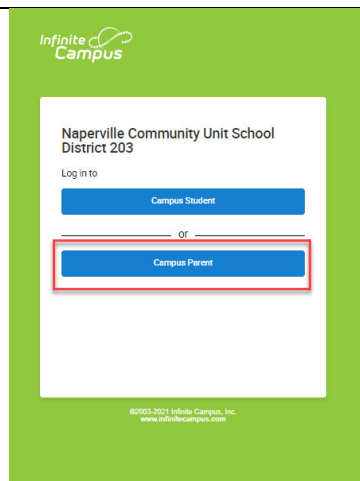 Infinite
Campus
Naperville Community Unit School
District 203
Log in to
Campus Student
or
Campus Parent
©2003-2021 Infinite Campus, Inc.
www.infinitecampus.com